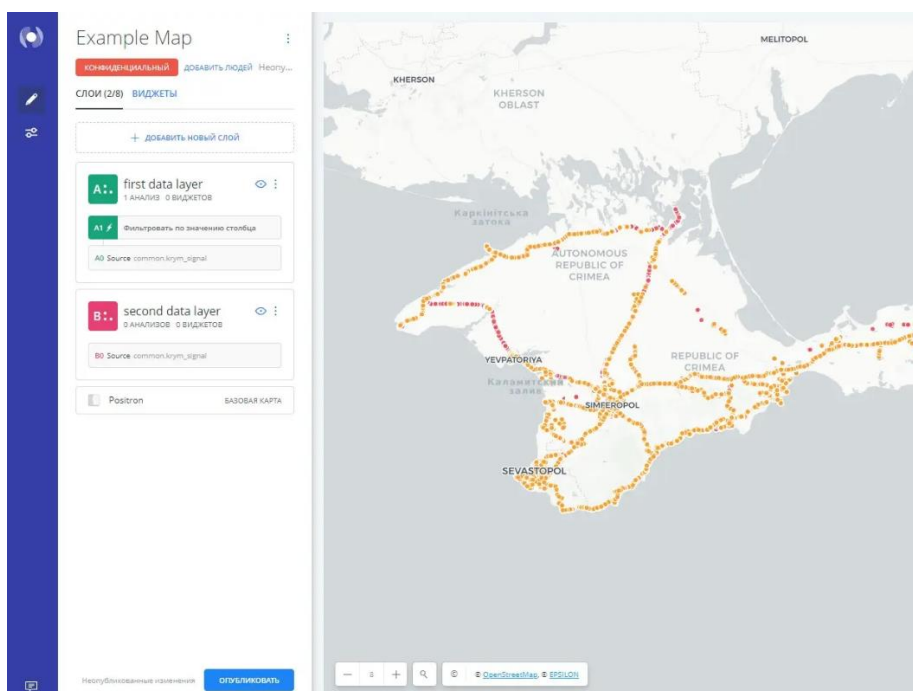 Example Map
КОНФИДЕНЦИАЛЬНЫЙ ДОБАВИТЬ ЛЮДЕЙ Неопу...
СЛОИ (2/8) ВИДЖЕТЫ
+ ДОБАВИТЬ НОВЫЙ СЛОЙ
A first data layer
1 АНАЛИЗ 0 ВИДЖЕТОВ
A1 Фильтровать по значению столбца
A0 Source common.krym_signal
B second data layer
0 АНАЛИЗОВ 0 ВИДЖЕТОВ
B0 Source common.krym_signal
Positron БАЗОВАЯ КАРТА
Неопубликованные изменения ОПУБЛИКОВАТЬ
MELITOPOL
KHERSON
KHERSON
OBLAST
Каркінітська
затока
AUTONOMOUS
REPUBLIC OF
CRIMEA
YEVPATORIYA
REPUBLIC OF
CRIMEA
Каламитский
залив
SIMFEROPOL
SEVASTOPOL
© OpenStreetMap, © EPSILON